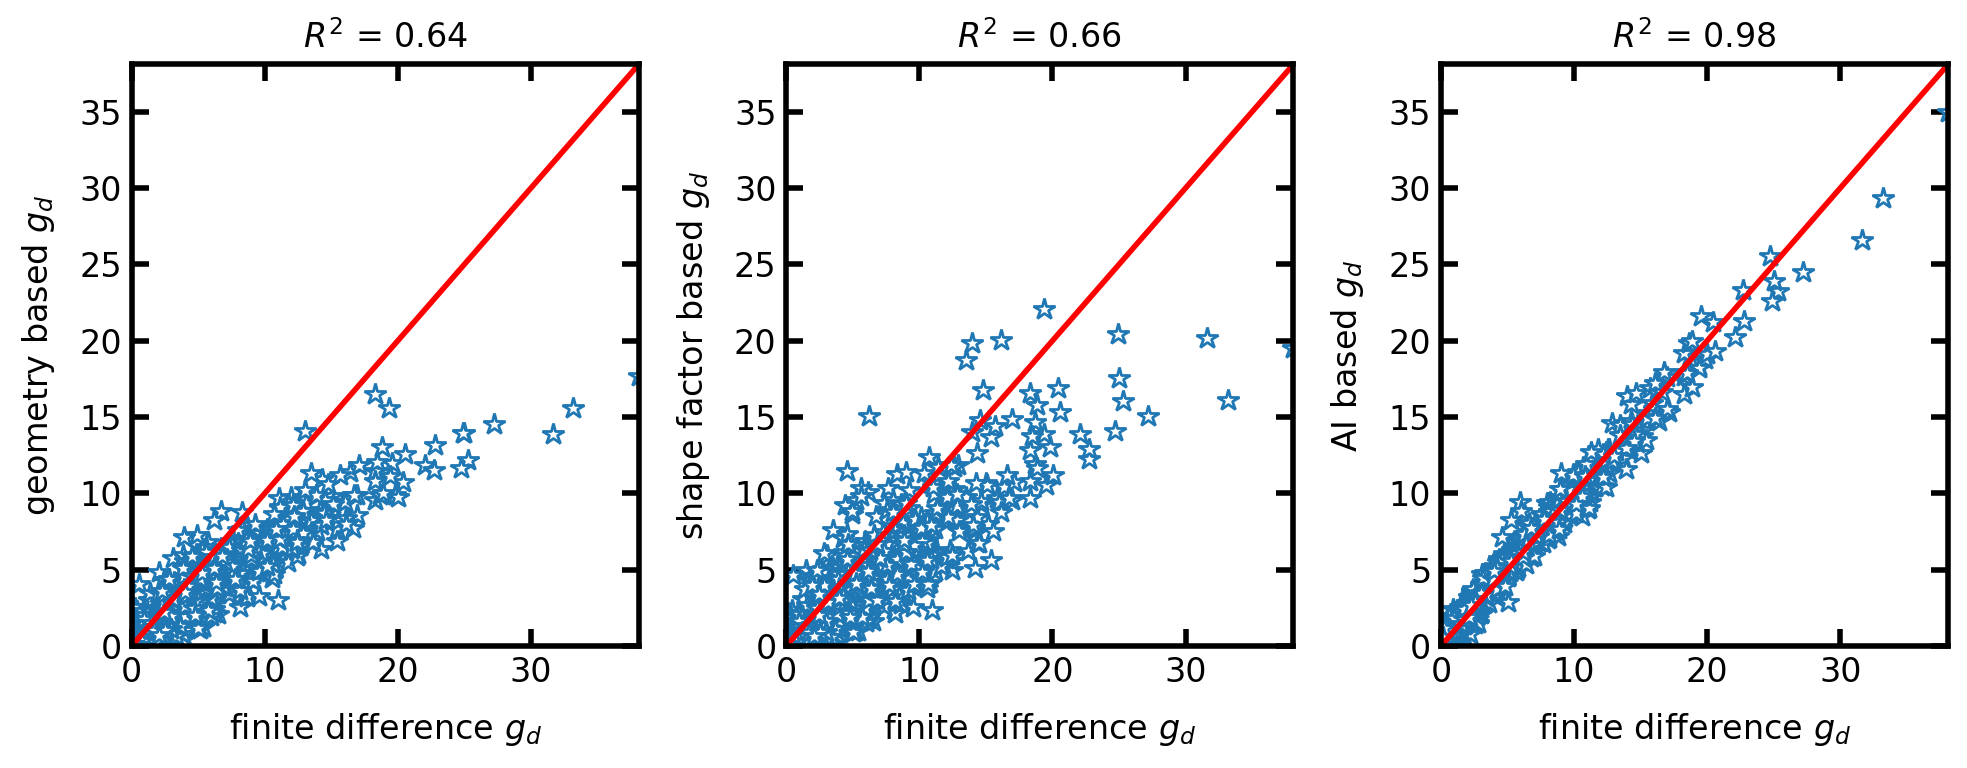 R² = 0.64
geometry based g_d
35
30
25
20
15
10
5
0
0 10 20 30
finite difference g_d
R² = 0.66
shape factor based g_d
35
30
25
20
15
10
5
0
0 10 20 30
finite difference g_d
R² = 0.98
AI based g_d
35
30
25
20
15
10
5
0
0 10 20 30
finite difference g_d